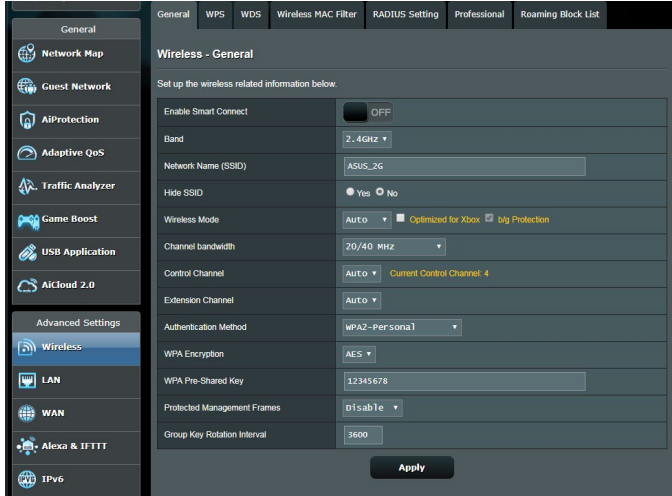 General
Network Map
Guest Network
AiProtection
Adaptive QoS
Traffic Analyzer
Game Boost
USB Application
AiCloud 2.0
Advanced Settings
Wireless
LAN
WAN
Alexa & IFTTT
IPv6
General WPS WDS Wireless MAC Filter RADIUS Setting Professional Roaming Block List
Wireless - General
Set up the wireless related information below.
Enable Smart Connect OFF
Band 2.4GHz
Network Name (SSID) ASUS_2G
Hide SSID Yes No
Wireless Mode Auto Optimized for Xbox b/g Protection
Channel bandwidth 20/40 MHz
Control Channel Auto Current Control Channel: 4
Extension Channel Auto
Authentication Method WPA2-Personal
WPA Encryption AES
WPA Pre-Shared Key 12345678
Protected Management Frames Disable
Group Key Rotation Interval 3600
Apply